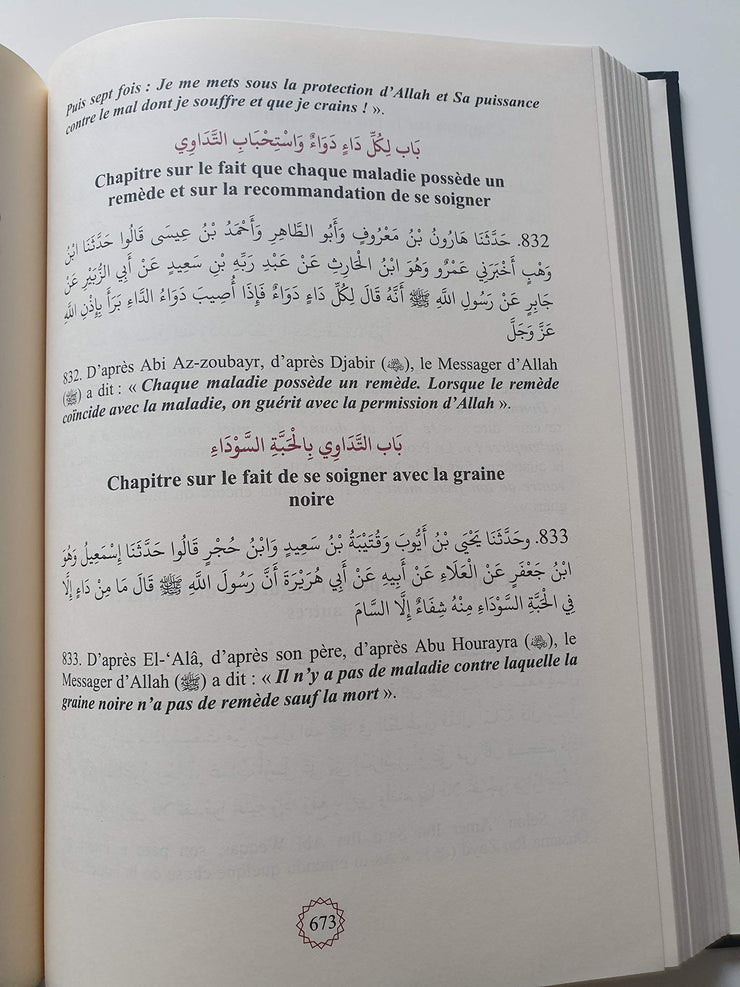 Puis sept fois : Je me mets sous la protection d'Allah et Sa puissance
contre le mal dont je souffre et que je crains ! ».
بَاب لِكُلِّ دَاءٍ دَوَاءٌ وَاسْتِحْبَابِ التَّدَاوِي
Chapitre sur le fait que chaque maladie possède un
remède et sur la recommandation de se soigner
832. حَدَّثَنَا هَارُونُ بْنُ مَعْرُوفٍ وَأَبُو الطَّاهِرِ وَأَحْمَدُ بْنُ عِيسَى قَالُوا حَدَّثَنَا ابْنُ
وَهْبٍ أَخْبَرَنِي عَمْرٌو وَهُوَ ابْنُ الْحَارِثِ عَنْ عَبْدِ رَبِّهِ بْنِ سَعِيدٍ عَنْ أَبِي الزُّبَيْرِ عَنْ
جَابِرٍ عَنْ رَسُولِ اللَّهِ ﷺ أَنَّهُ قَالَ لِكُلِّ دَاءٍ دَوَاءٌ فَإِذَا أُصِيبَ دَوَاءُ الدَّاءِ بَرَأَ بِإِذْنِ اللَّهِ
عَزَّ وَجَلَّ
832. D'après Abi Az-zoubayr, d'après Djabir (), le Messager d'Allah
(ﷺ) a dit : « Chaque maladie possède un remède. Lorsque le remède
coïncide avec la maladie, on guérit avec la permission d'Allah ».
بَاب التَّدَاوِي بِالْحَبَّةِ السَّوْدَاءِ
Chapitre sur le fait de se soigner avec la graine
noire
833. وحَدَّثَنَا يَحْيَى بْنُ أَيُّوبَ وَقُتَيْبَةُ بْنُ سَعِيدٍ وَابْنُ حُجْرٍ قَالُوا حَدَّثَنَا إِسْمَعِيلُ وَهُوَ
ابْنُ جَعْفَرٍ عَنْ الْعَلَاءِ عَنْ أَبِيهِ عَنْ أَبِي هُرَيْرَةَ أَنَّ رَسُولَ اللَّهِ ﷺ قَالَ مَا مِنْ دَاءٍ إِلَّا
فِي الْحَبَّةِ السَّوْدَاءِ مِنْهُ شِفَاءٌ إِلَّا السَّامَ
833. D'après El-'Alâ, d'après son père, d'après Abu Hourayra (), le
Messager d'Allah (ﷺ) a dit : « Il n'y a pas de maladie contre laquelle la
graine noire n'a pas de remède sauf la mort ».
673